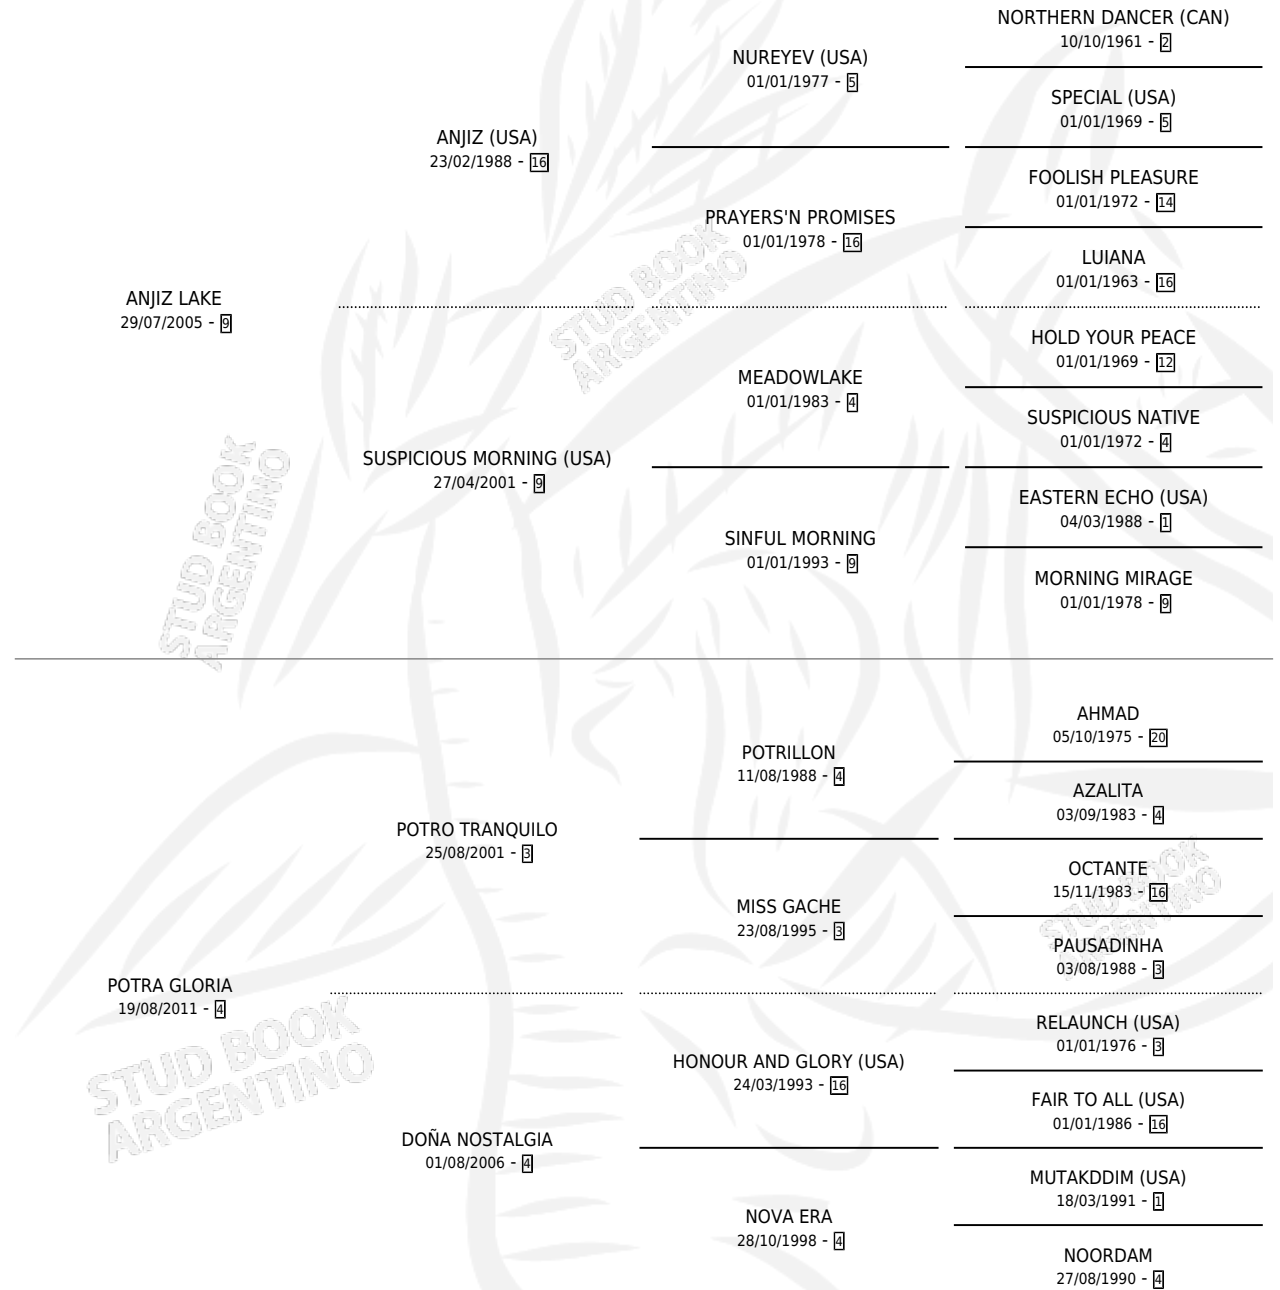 NORTHERN DANCER (CAN)
10/10/1961 - 2
NUREYEV (USA)
01/01/1977 - 5
SPECIAL (USA)
01/01/1969 - 5
ANJIZ (USA)
23/02/1988 - 16
FOOLISH PLEASURE
01/01/1972 - 14
PRAYERS'N PROMISES
01/01/1978 - 16
LUIANA
01/01/1963 - 16
ANJIZ LAKE
29/07/2005 - 9
STUD BOOK
ARGENTINO
HOLD YOUR PEACE
01/01/1969 - 12
MEADOWLAKE
01/01/1983 - 4
SUSPICIOUS NATIVE
01/01/1972 - 4
SUSPICIOUS MORNING (USA)
27/04/2001 - 9
EASTERN ECHO (USA)
04/03/1988 - 1
SINFUL MORNING
01/01/1993 - 9
MORNING MIRAGE
01/01/1978 - 9
STUD BOOK
ARGENTINO
AHMAD
05/10/1975 - 20
POTRILLON
11/08/1988 - 4
AZALITA
03/09/1983 - 4
POTRO TRANQUILO
25/08/2001 - 3
OCTANTE
15/11/1983 - 16
MISS GACHE
23/08/1995 - 3
STUD BOOK
ARGENTINO
PAUSADINHA
03/08/1988 - 3
POTRA GLORIA
19/08/2011 - 4
STUD BOOK
ARGENTINO
RELAUNCH (USA)
01/01/1976 - 3
HONOUR AND GLORY (USA)
24/03/1993 - 16
FAIR TO ALL (USA)
01/01/1986 - 16
DOÑA NOSTALGIA
01/08/2006 - 4
MUTAKDDIM (USA)
18/03/1991 - 1
NOVA ERA
28/10/1998 - 4
NOORDAM
27/08/1990 - 4